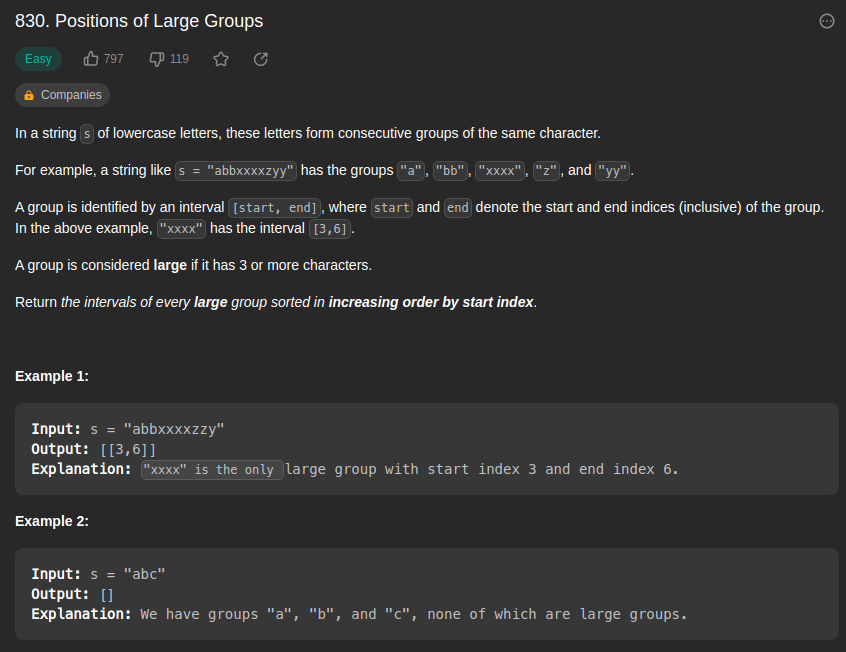 830. Positions of Large Groups
Easy 797 119
Companies
In a string s of lowercase letters, these letters form consecutive groups of the same character.
For example, a string like s = "abbxxxxzyy" has the groups "a", "bb", "xxxx", "z", and "yy".
A group is identified by an interval [start, end], where start and end denote the start and end indices (inclusive) of the group.
In the above example, "xxxx" has the interval [3,6].
A group is considered large if it has 3 or more characters.
Return the intervals of every large group sorted in increasing order by start index.
Example 1:
Input: s = "abbxxxxzzy"
Output: [[3,6]]
Explanation: "xxxx" is the only large group with start index 3 and end index 6.
Example 2:
Input: s = "abc"
Output: []
Explanation: We have groups "a", "b", and "c", none of which are large groups.